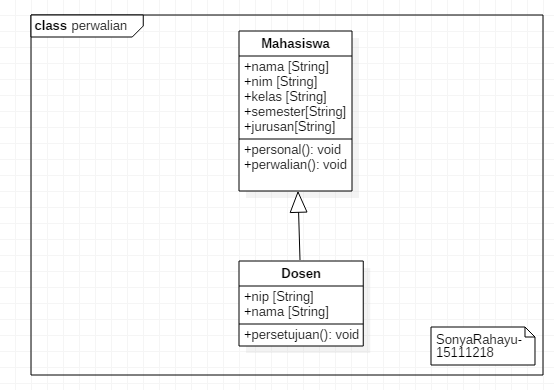 class perwalian
Mahasiswa
+nama [String]
+nim [String]
+kelas [String]
+semester[String]
+jurusan[String]
+personal(): void
+perwalian(): void
Dosen
+nip [String]
+nama [String]
+persetujuan(): void
SonyaRahayu-
15111218